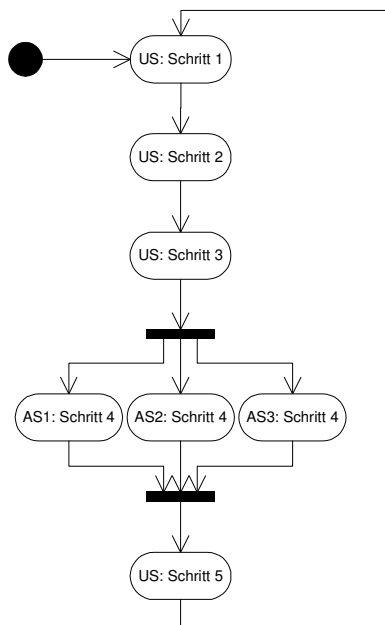 US: Schritt 1
US: Schritt 2
US: Schritt 3
AS1: Schritt 4
AS2: Schritt 4
AS3: Schritt 4
US: Schritt 5